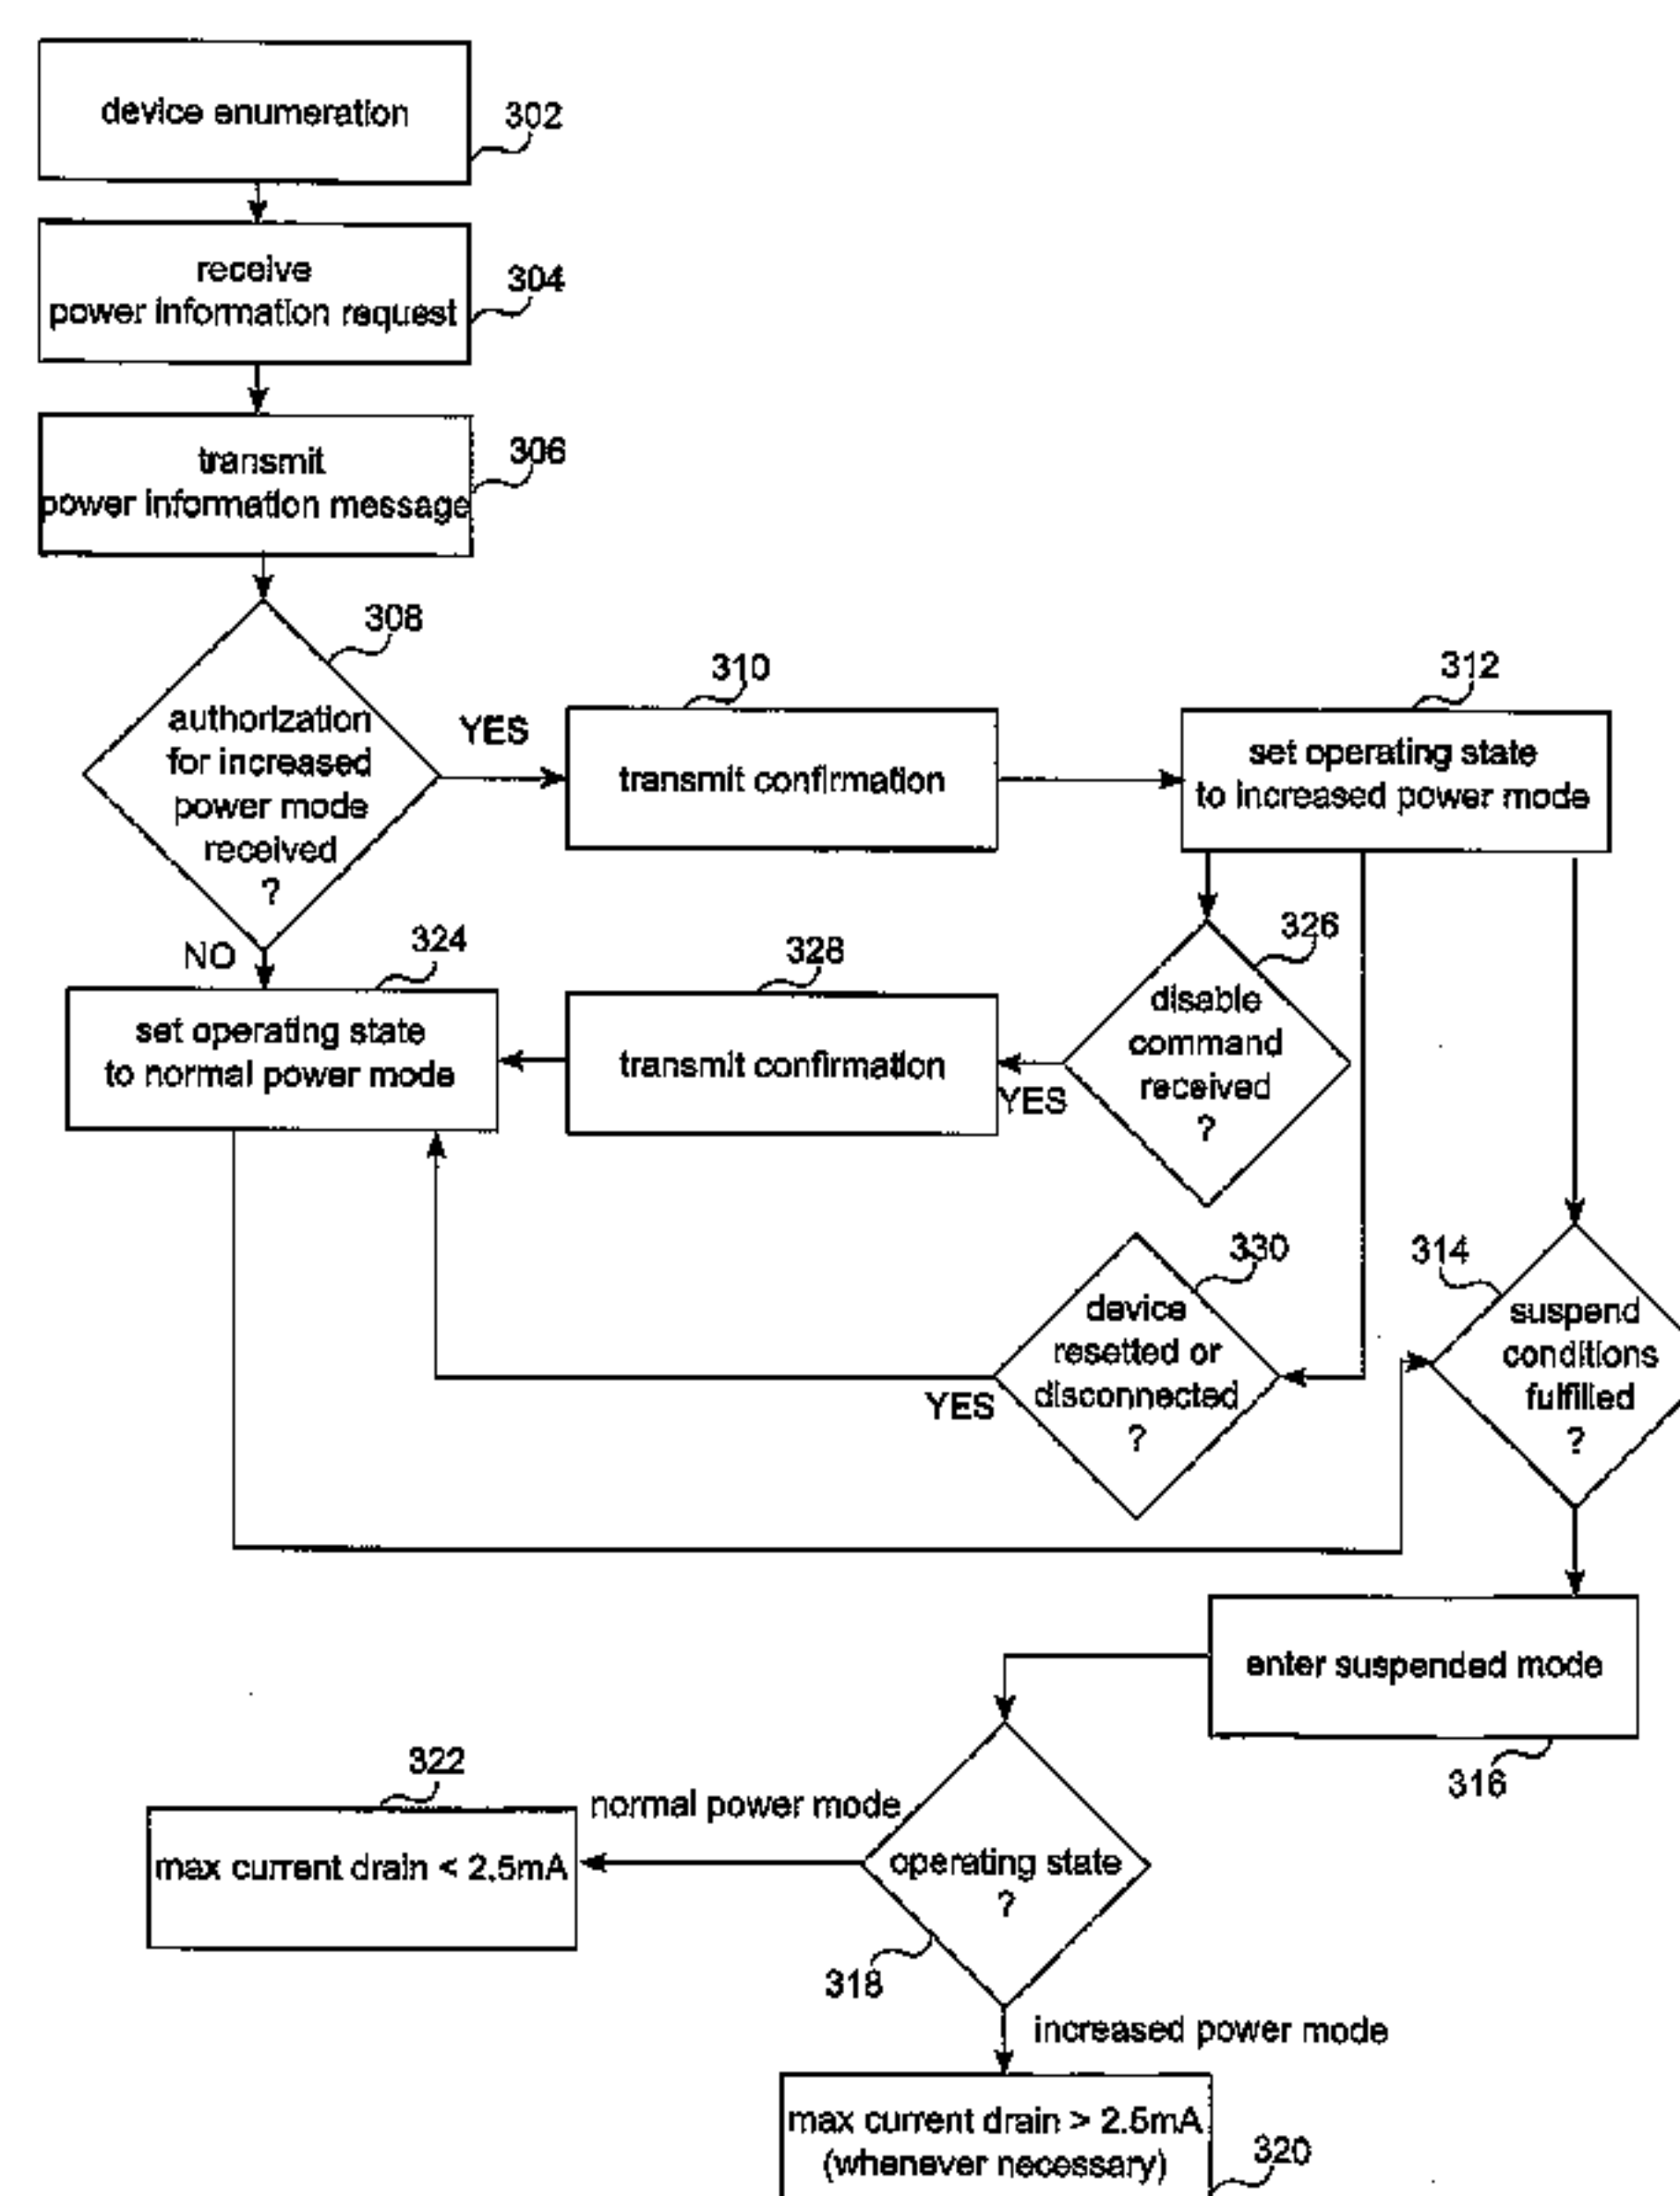 device enumeration
302
receive
power information request
304
transmit
power information message
306
308
authorization
for increased
power mode
received
?
YES
310
transmit confirmation
312
set operating state
to increased power mode
NO
324
set operating state
to normal power mode
328
transmit confirmation
YES
326
disable
command
received
?
330
device
resetted or
disconnected
?
YES
314
suspend
conditions
fulfilled
?
enter suspended mode
316
322
max current drain < 2.5mA
normal power mode
operating state
?
318
increased power mode
max current drain > 2.5mA
(whenever necessary)
320